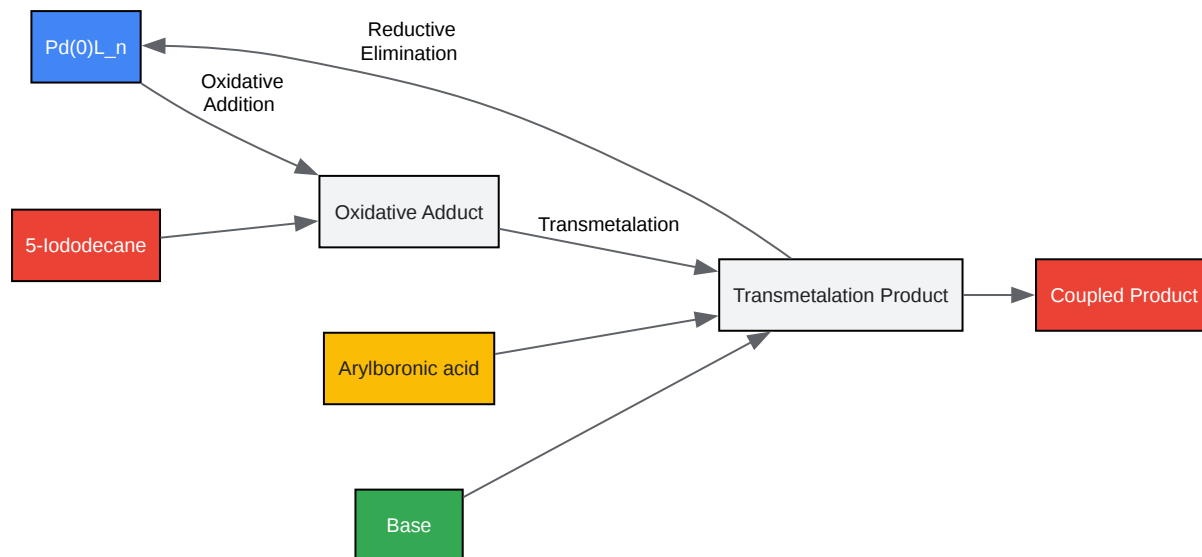 Pd(0)L_n
Reductive
Elimination
Oxidative
Addition
Oxidative Adduct
5-Iododecane
Transmetalation
Transmetalation Product
Coupled Product
Arylboronic acid
Base